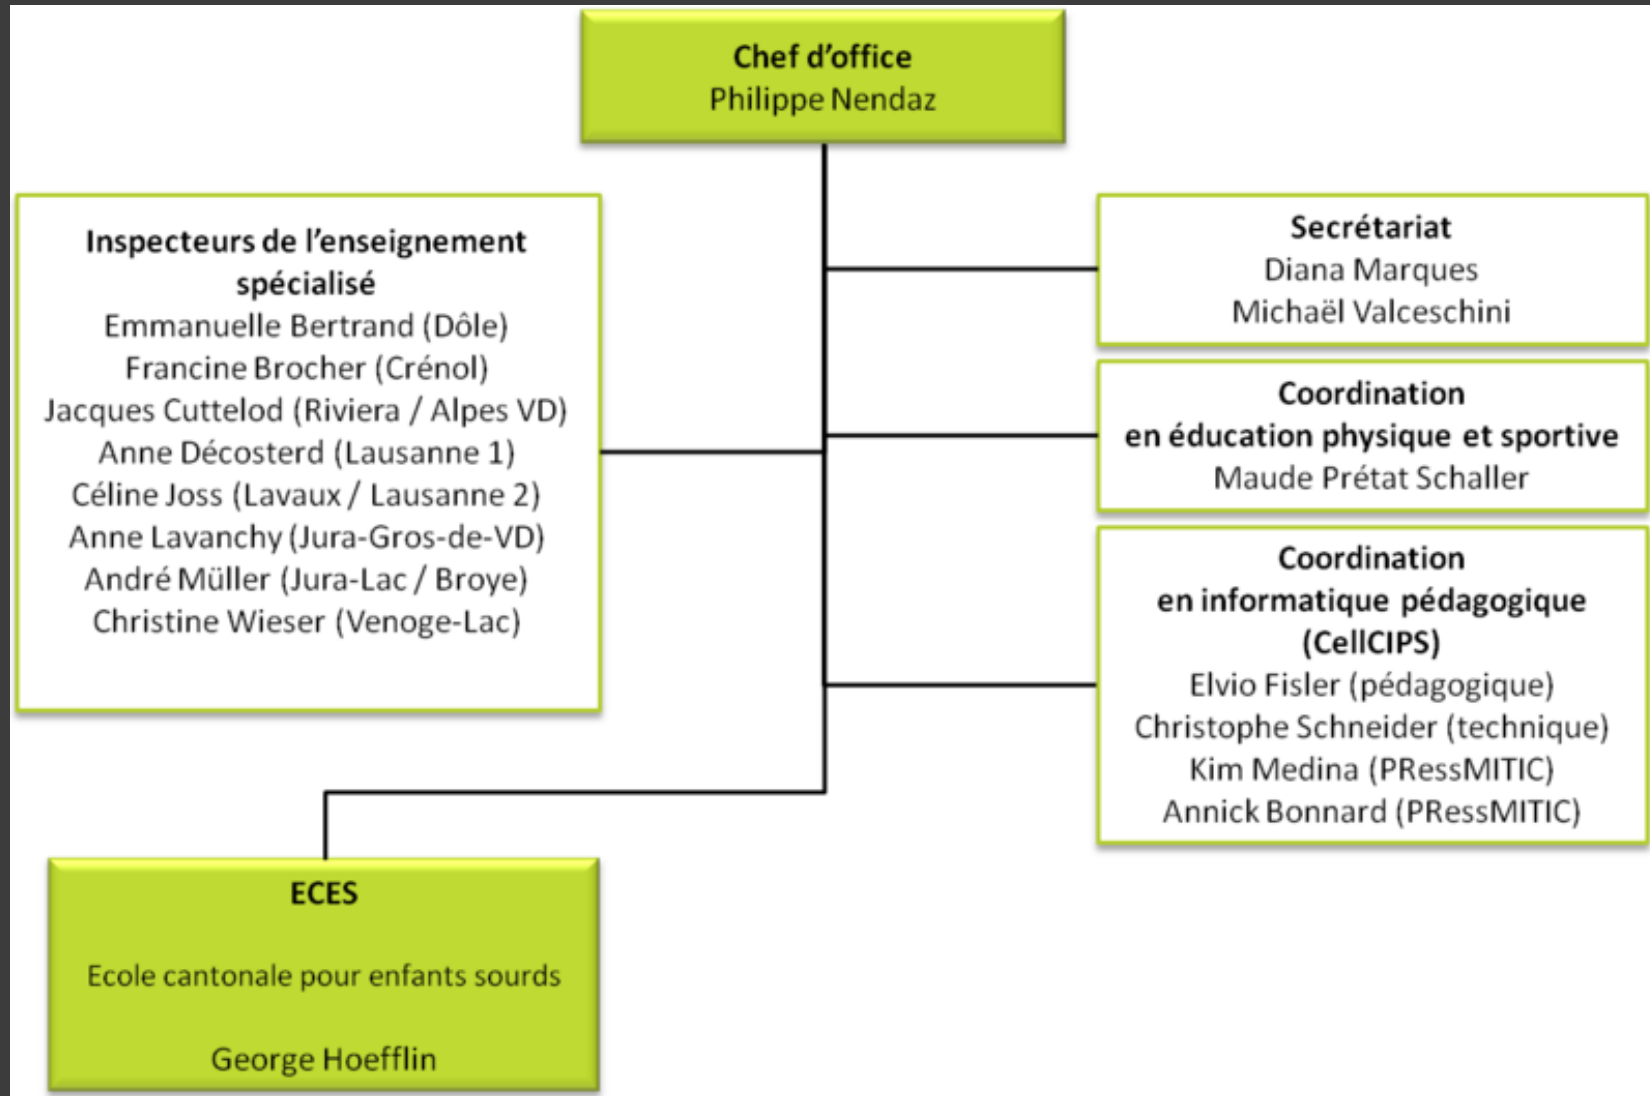 Chef d'office
Philippe Nendaz
Inspecteurs de l'enseignement
spécialisé
Emmanuelle Bertrand (Dôle)
Francine Brocher (Crénol)
Jacques Cuttelod (Riviera / Alpes VD)
Anne Décosterd (Lausanne 1)
Céline Joss (Lavaux / Lausanne 2)
Anne Lavanchy (Jura-Gros-de-VD)
André Müller (Jura-Lac / Broye)
Christine Wieser (Venoge-Lac)
Secrétariat
Diana Marques
Michaël Valceschini
Coordination
en éducation physique et sportive
Maude Prétat Schaller
Coordination
en informatique pédagogique
(CellCIPS)
Elvio Fisler (pédagogique)
Christophe Schneider (technique)
Kim Medina (PRessMITIC)
Annick Bonnard (PRessMITIC)
ECES
Ecole cantonale pour enfants sourds
George Hoefflin